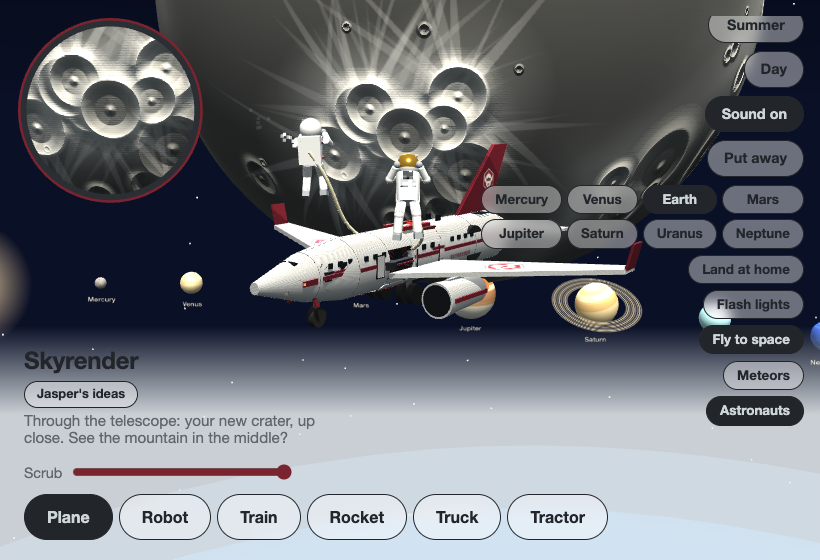 Summer
Day
Sound on
Put away
Mercury
Venus
Earth
Mars
Jupiter
Saturn
Uranus
Neptune
Land at home
Flash lights
Fly to space
Meteors
Astronauts
Mercury
Venus
Mars
Jupiter
Saturn
Skyrender
Jasper's ideas
Through the telescope: your new crater, up
close. See the mountain in the middle?
Scrub
Plane
Robot
Train
Rocket
Truck
Tractor